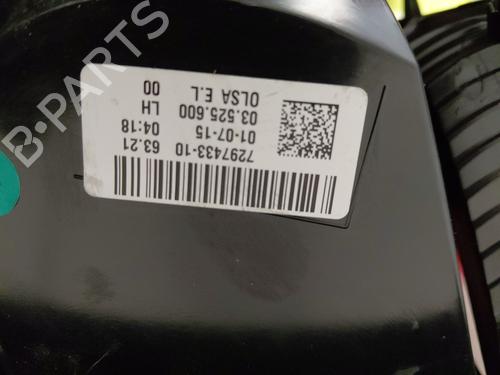 7297433-10 63.21
01-07-15 04:18
03.525.600 LH
OLSA E.L 00
B-Parts